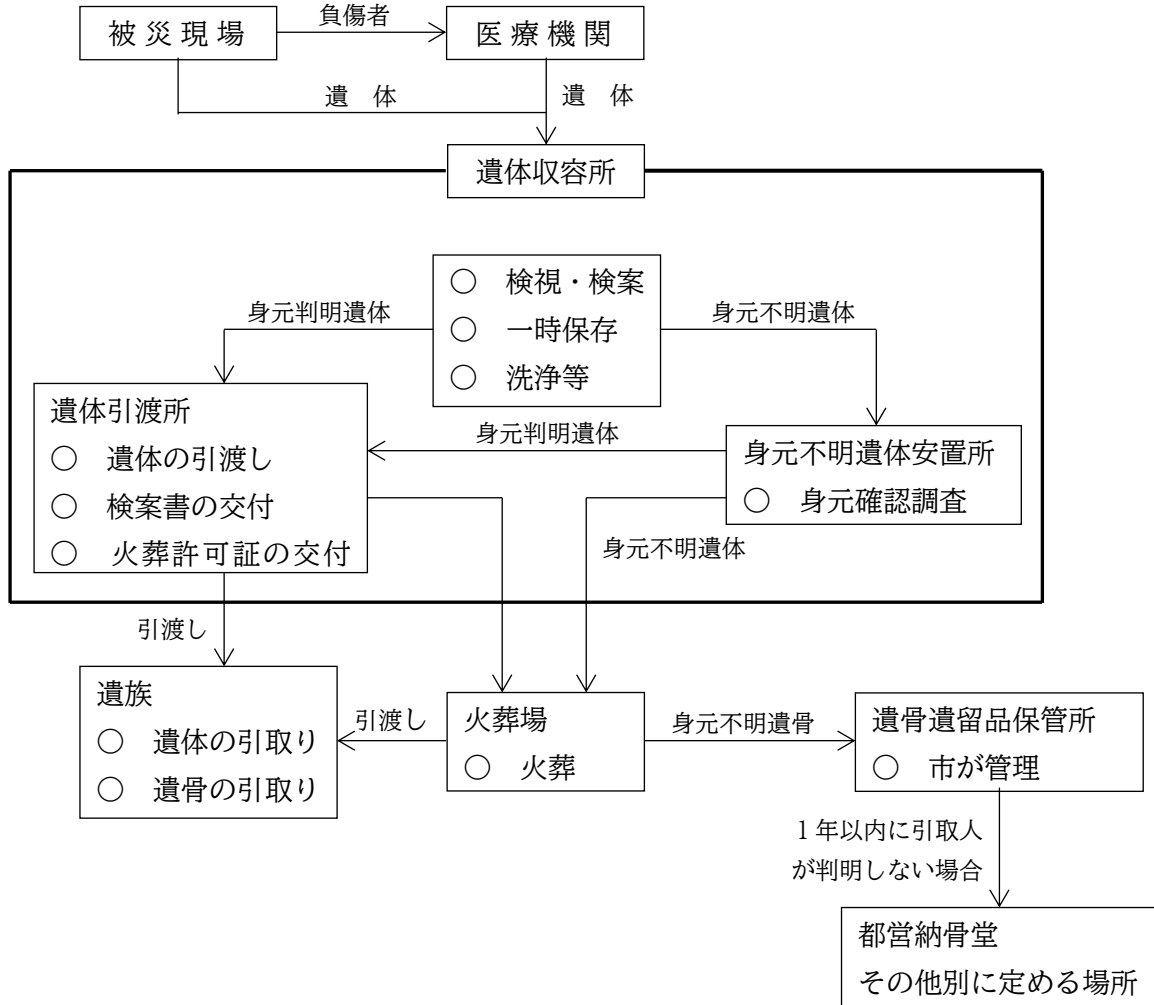 被災現場
負傷者
医療機関
遺　体
遺　体
遺体収容所
○　検視・検案
○　一時保存
○　洗浄等
身元判明遺体
身元不明遺体
遺体引渡所
○　遺体の引渡し
○　検案書の交付
○　火葬許可証の交付
身元判明遺体
身元不明遺体安置所
○　身元確認調査
身元不明遺体
引渡し
遺族
○　遺体の引取り
○　遺骨の引取り
引渡し
火葬場
○　火葬
身元不明遺骨
遺骨遺留品保管所
○　市が管理
１年以内に引取人
が判明しない場合
都営納骨堂
その他別に定める場所